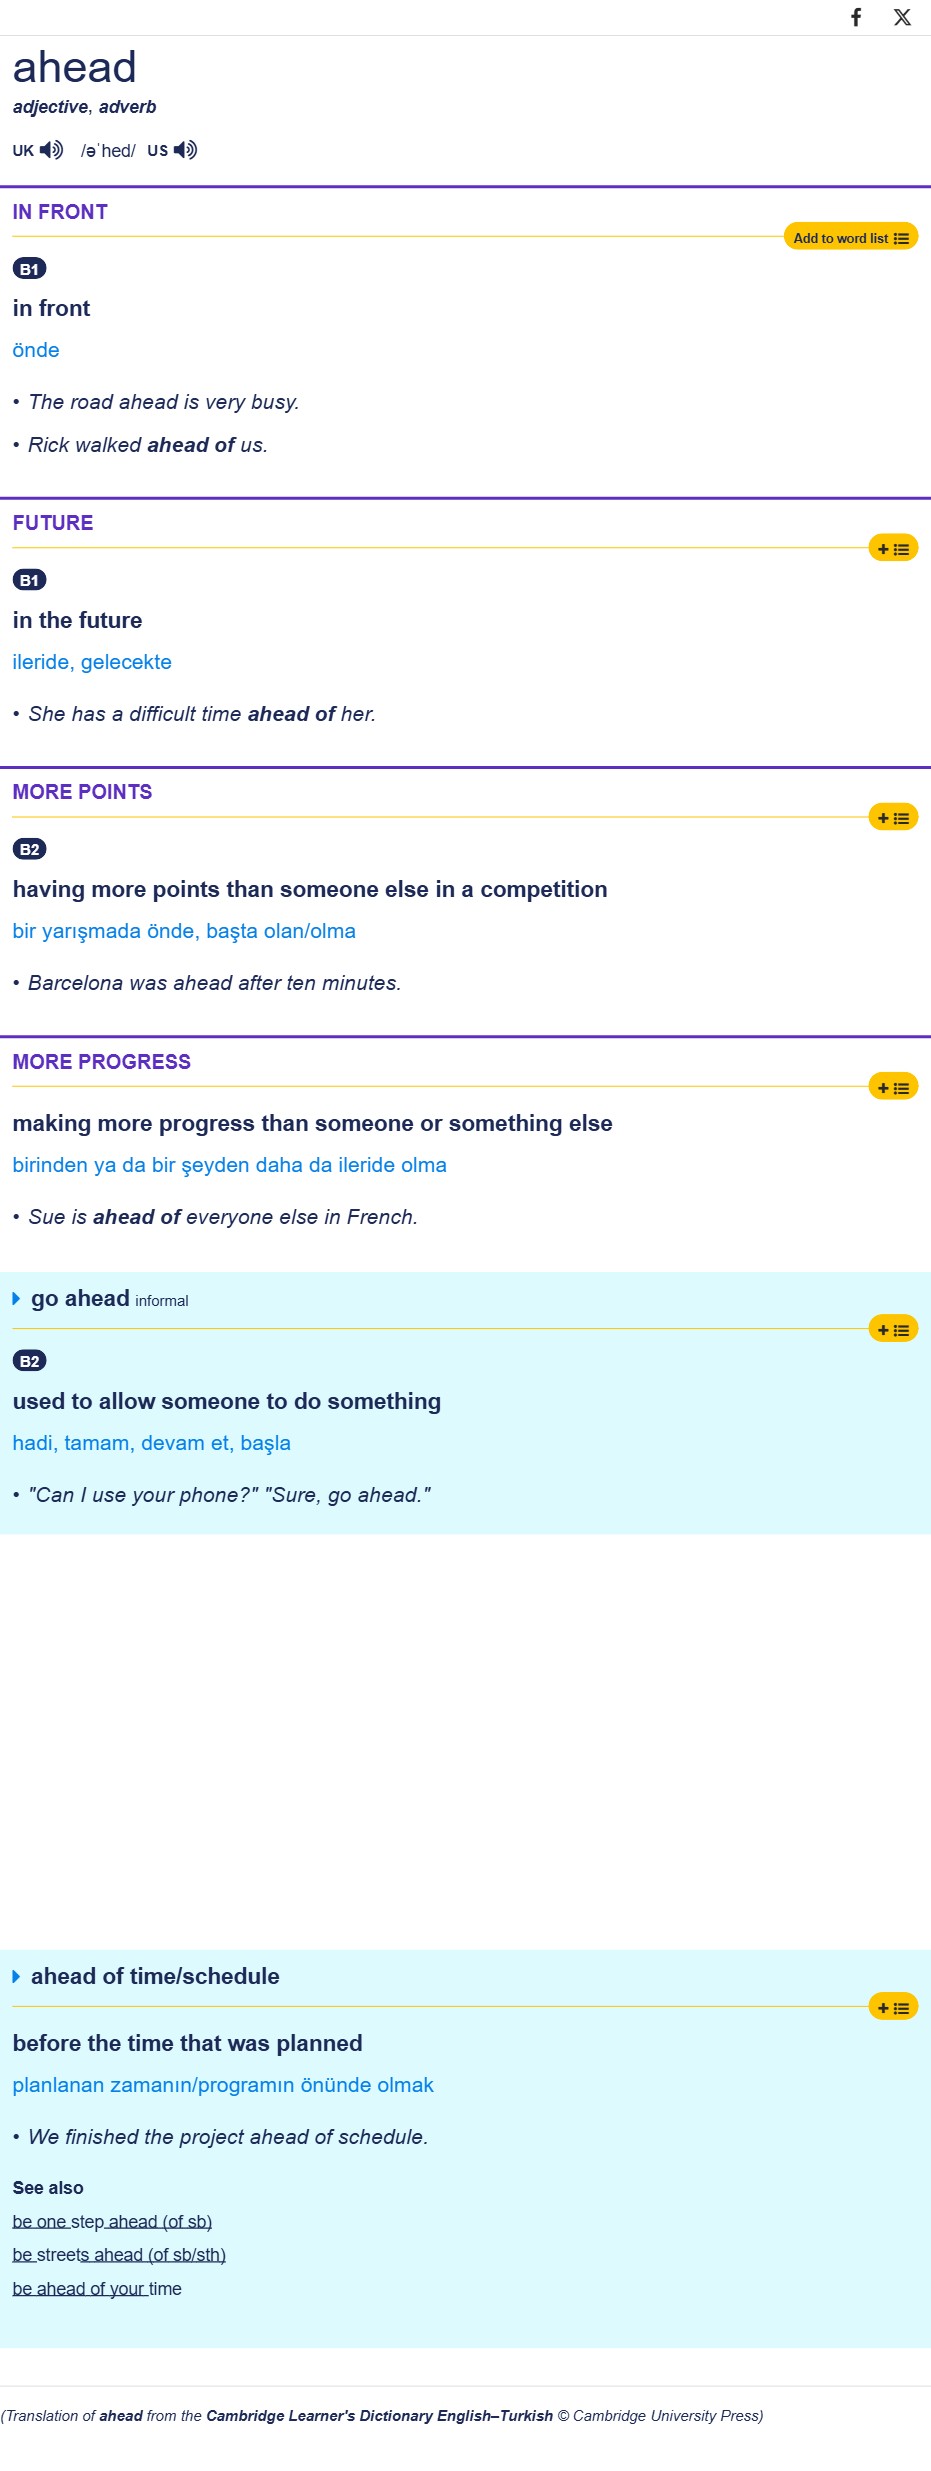 ahead
adjective, adverb
UK /əˈhed/ US
IN FRONT
Add to word list
B1
in front
önde
• The road ahead is very busy.
• Rick walked ahead of us.
FUTURE
B1
in the future
ileride, gelecekte
• She has a difficult time ahead of her.
MORE POINTS
B2
having more points than someone else in a competition
bir yarışmada önde, başta olan/olma
• Barcelona was ahead after ten minutes.
MORE PROGRESS
making more progress than someone or something else
birinden ya da bir şeyden daha da ileride olma
• Sue is ahead of everyone else in French.
go ahead informal
B2
used to allow someone to do something
hadi, tamam, devam et, başla
• "Can I use your phone?" "Sure, go ahead."
ahead of time/schedule
before the time that was planned
planlanan zamanın/programın önünde olmak
• We finished the project ahead of schedule.
See also
be one step ahead (of sb)
be streets ahead (of sb/sth)
be ahead of your time
(Translation of ahead from the Cambridge Learner's Dictionary English–Turkish © Cambridge University Press)